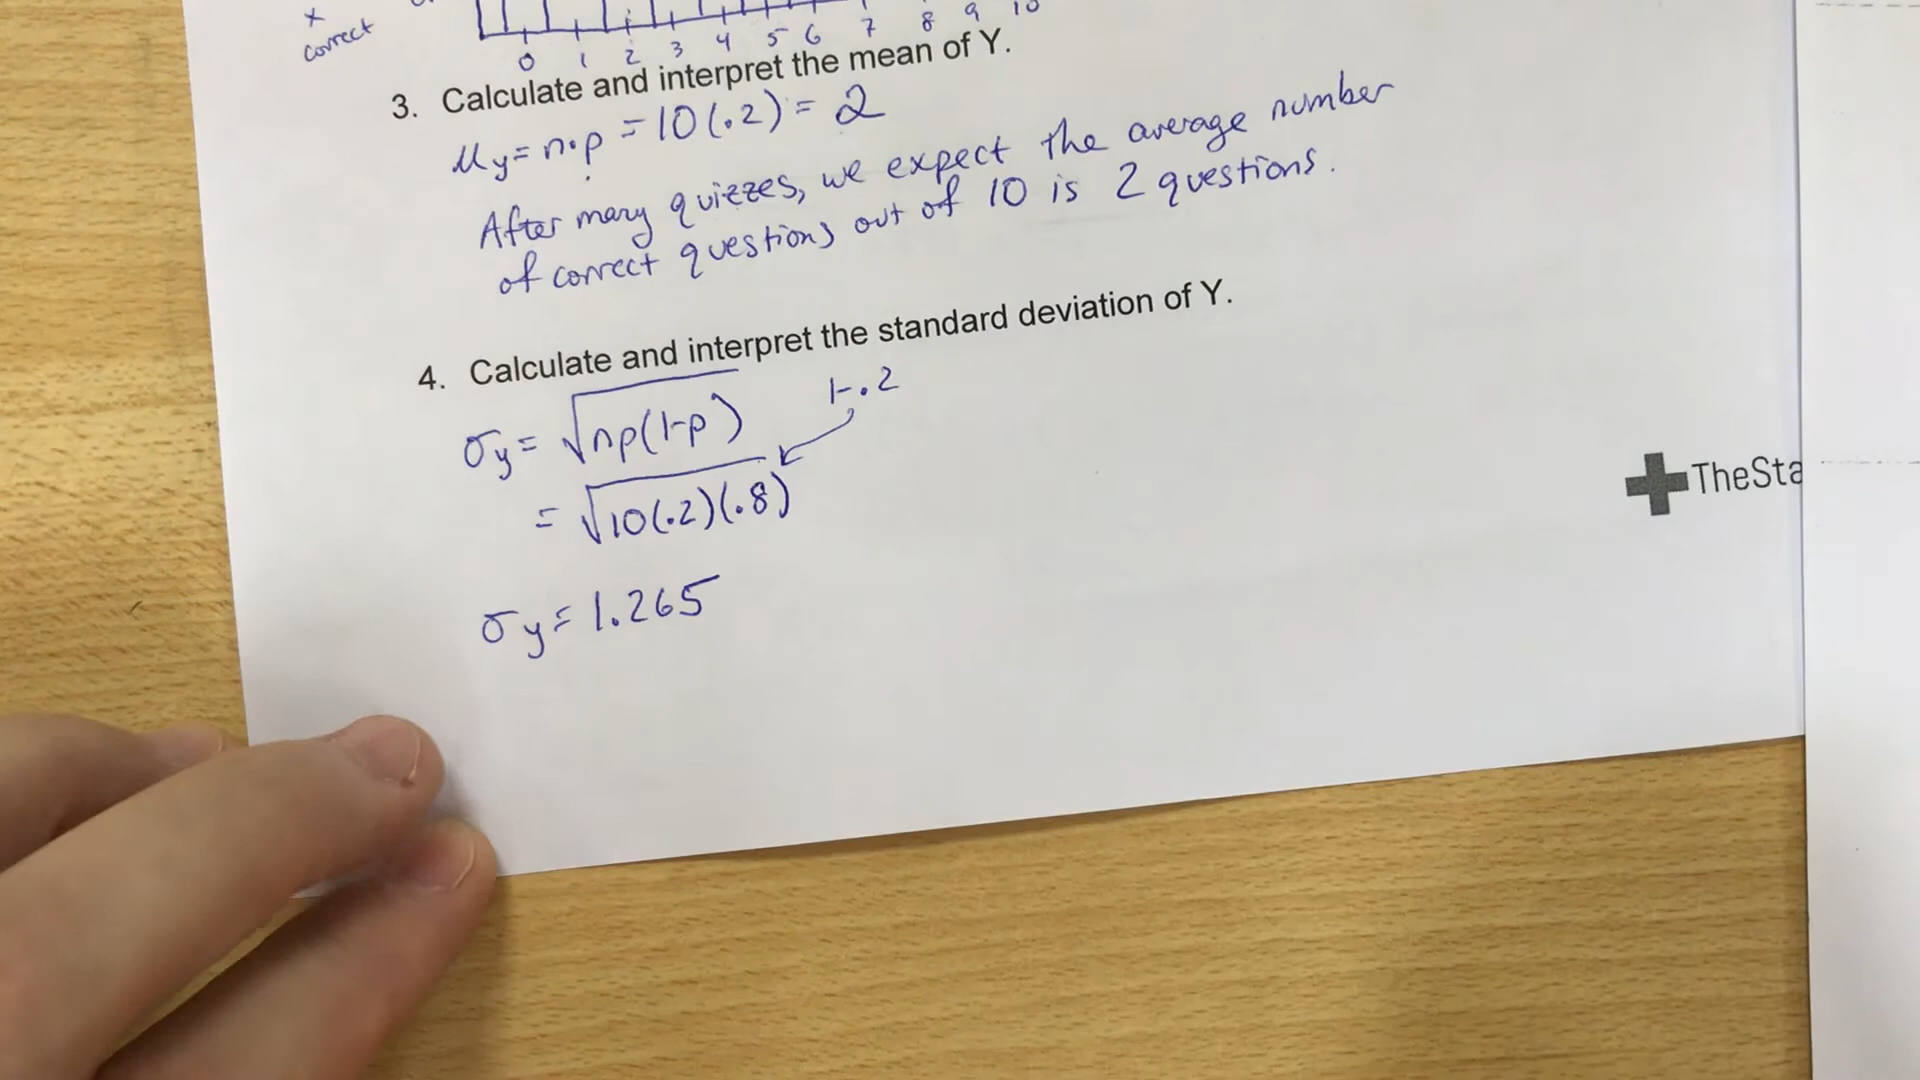 x
correct
0 1 2 3 4 5 6 7 8 9 10
3. Calculate and interpret the mean of Y.
μy = n·p = 10(.2) = 2
After many quizzes, we expect the average number
of correct questions out of 10 is 2 questions.
4. Calculate and interpret the standard deviation of Y.
σy = √np(1-p)
1-.2
= √10(.2)(.8)
σy = 1.265
TheSta